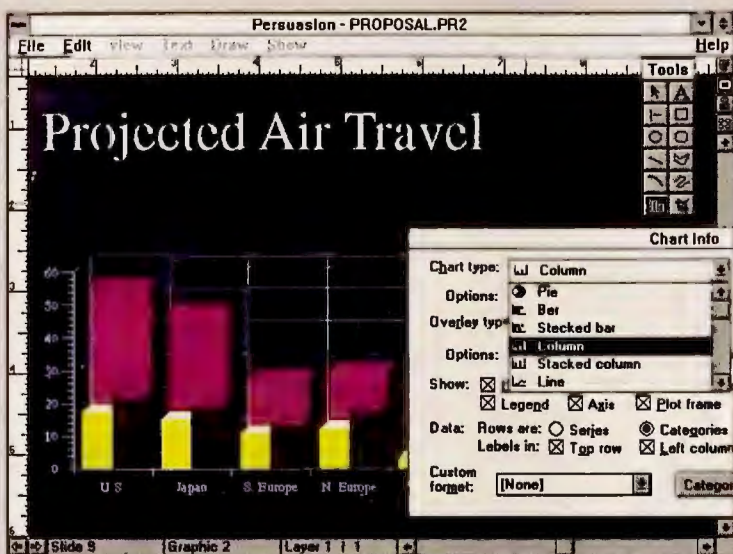 Persuasion - PROPOSAL.PR2
File Edit View Text Draw Show Help
Tools
Projected Air Travel
Chart Info
Chart type: Column
Options: Pie
Bar
Overlay typ
Stacked bar
Column
Options:
Stacked column
Show:
Line
Legend Axis Plot frame
Data: Rows are: Series Categories
Labels in: Top row Left column
Custom format: [None] Categor
60
50
40
30
20
10
0
U S Japan S. Europe N. Europe
Slide 9 Graphic 2 Layer 1